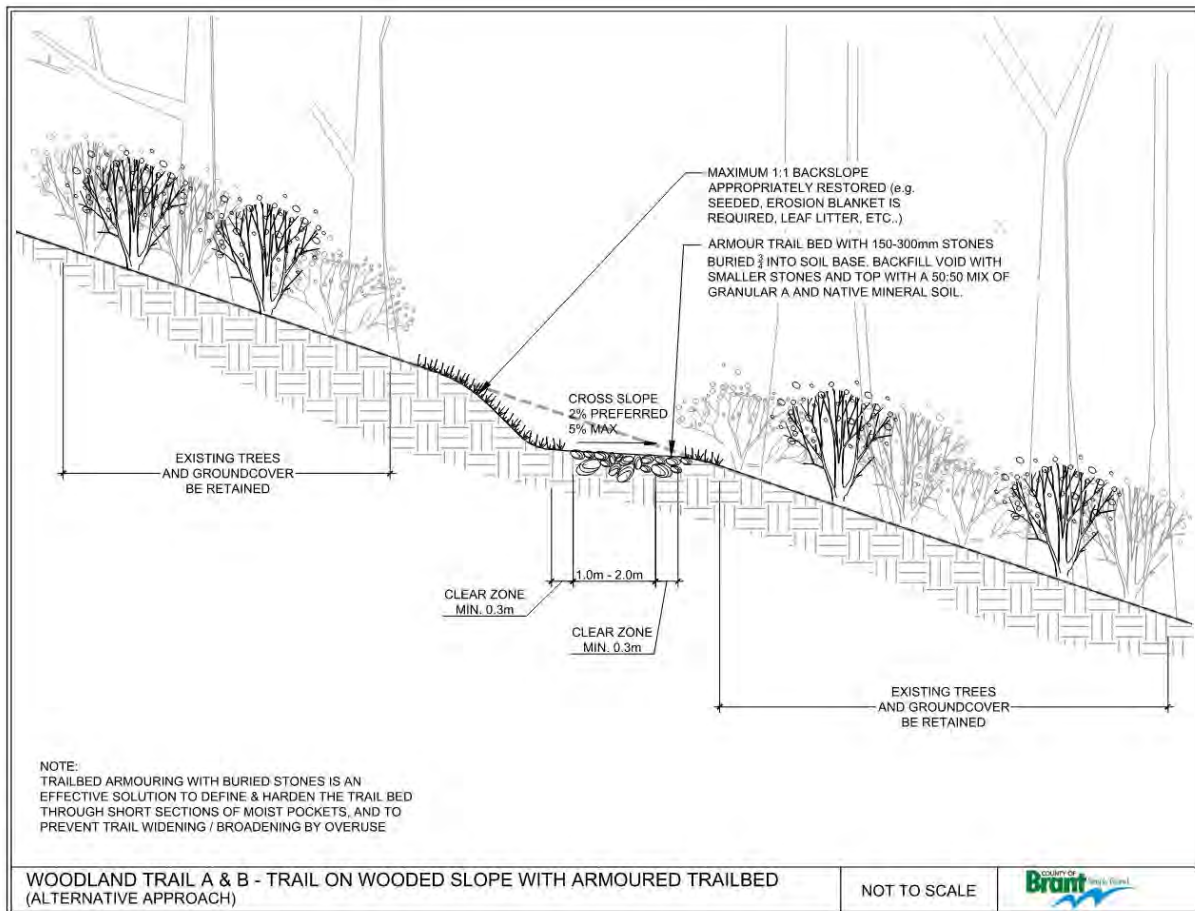 MAXIMUM 1:1 BACKSLOPE
APPROPRIATELY RESTORED (e.g.
SEEDED, EROSION BLANKET IS
REQUIRED, LEAF LITTER, ETC..)
ARMOUR TRAIL BED WITH 150-300mm STONES
BURIED ¾ INTO SOIL BASE. BACKFILL VOID WITH
SMALLER STONES AND TOP WITH A 50:50 MIX OF
GRANULAR A AND NATIVE MINERAL SOIL.
CROSS SLOPE
2% PREFERRED
5% MAX
EXISTING TREES
AND GROUNDCOVER
BE RETAINED
1.0m - 2.0m
CLEAR ZONE
MIN. 0.3m
CLEAR ZONE
MIN. 0.3m
EXISTING TREES
AND GROUNDCOVER
BE RETAINED
NOTE:
TRAILBED ARMOURING WITH BURIED STONES IS AN
EFFECTIVE SOLUTION TO DEFINE & HARDEN THE TRAIL BED
THROUGH SHORT SECTIONS OF MOIST POCKETS, AND TO
PREVENT TRAIL WIDENING / BROADENING BY OVERUSE
WOODLAND TRAIL A & B - TRAIL ON WOODED SLOPE WITH ARMOURED TRAILBED
(ALTERNATIVE APPROACH)
NOT TO SCALE
COUNTY OF
Brant